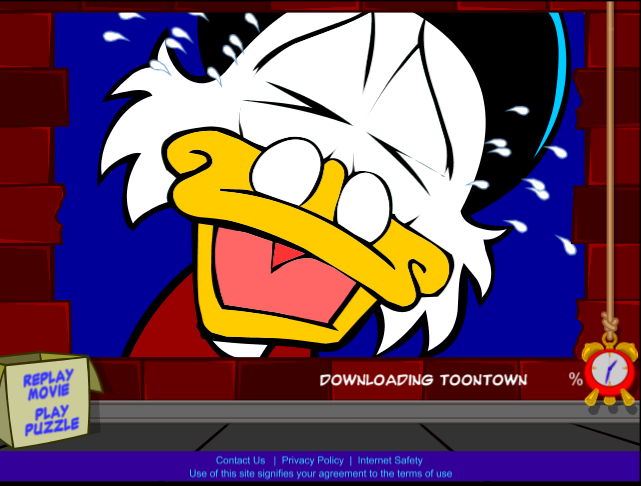 DOWNLOADING TOONTOWN %
REPLAY
MOVIE
PLAY
PUZZLE
Contact Us | Privacy Policy | Internet Safety
Use of this site signifies your agreement to the terms of use